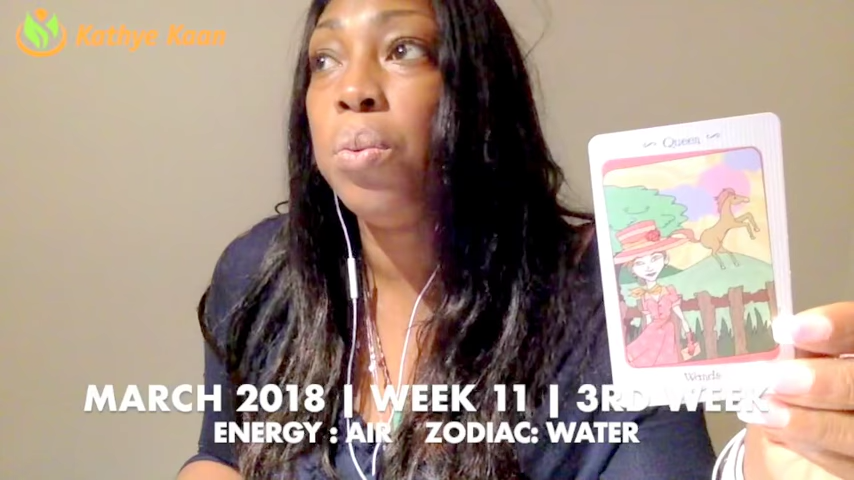 Kathye Kaan
Queen
Wands
MARCH 2018 | WEEK 11 | 3RD WEEK
ENERGY : AIR ZODIAC: WATER